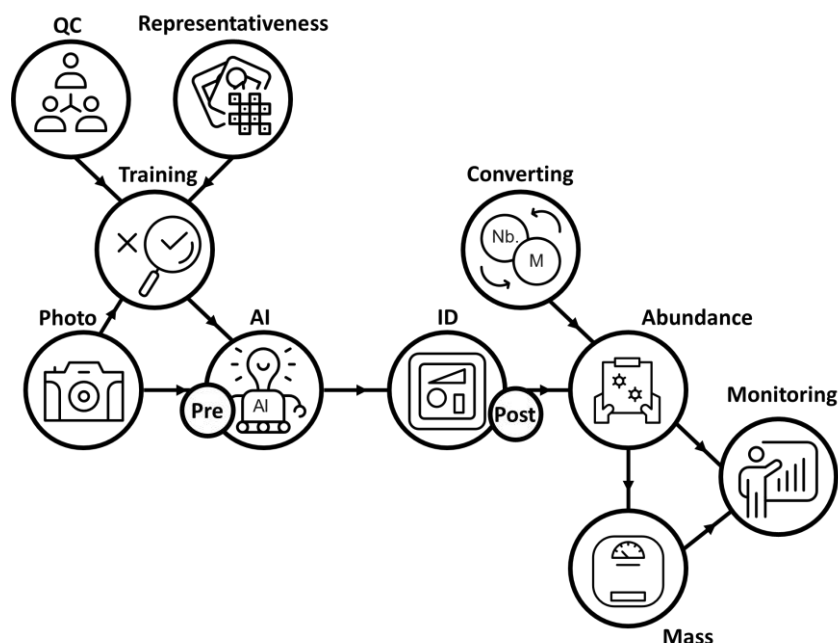 QC
Representativeness
Training
Converting
Nb.
M
Photo
AI
ID
Abundance
Pre
AI
Post
Monitoring
Mass